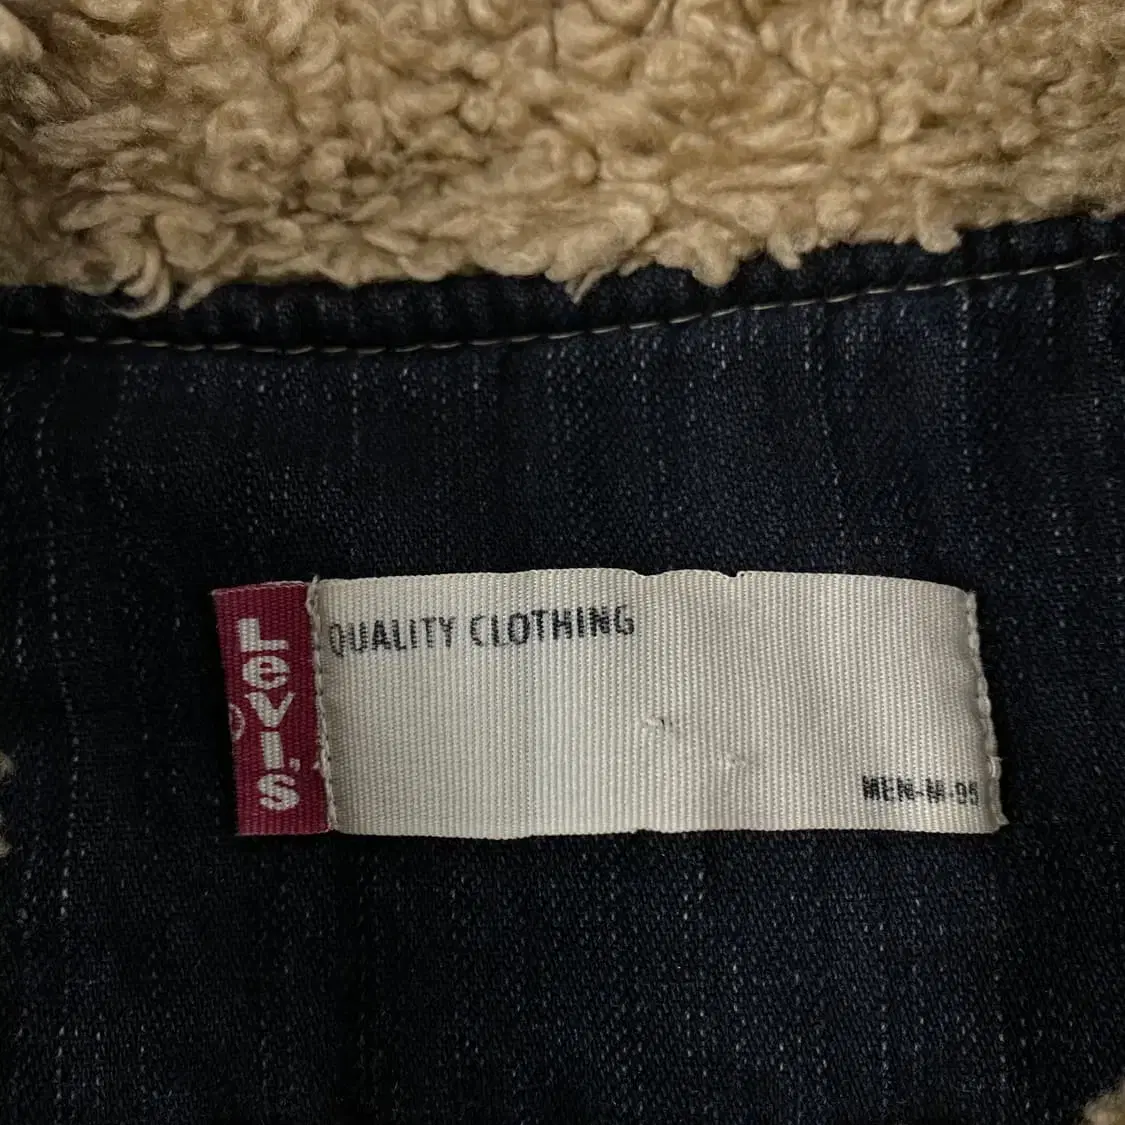 QUALITY CLOTHING
Levi's
®
MEN-M-95